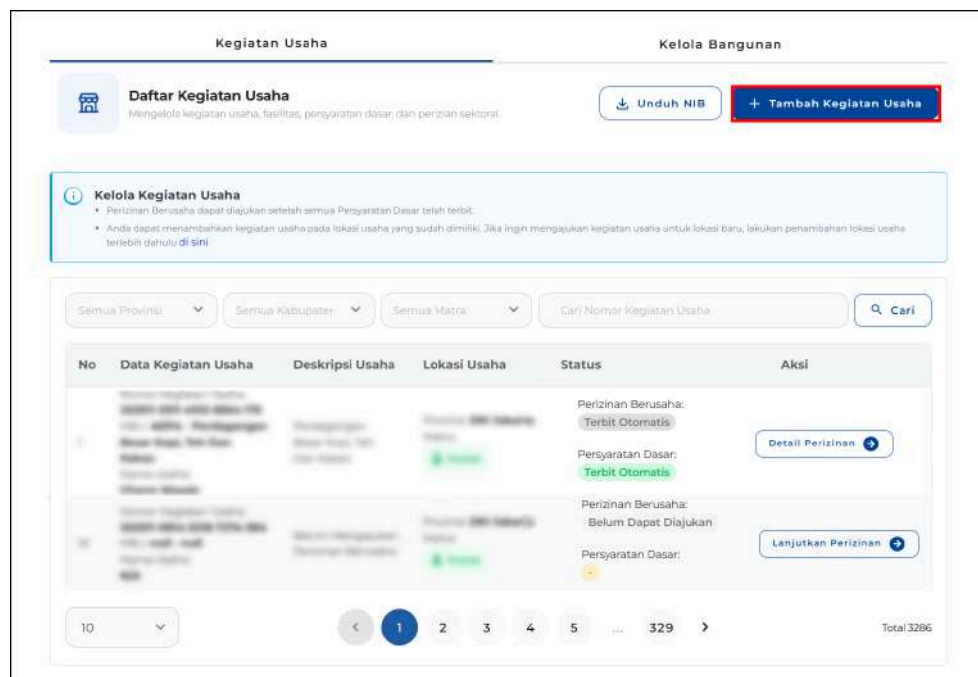 Kegiatan Usaha
Kelola Bangunan
Daftar Kegiatan Usaha
Mengelola kegiatan usaha, fasilitas, persyaratan dasar, dan perizian sektoral.
Unduh NIB
+ Tambah Kegiatan Usaha
Kelola Kegiatan Usaha
• Perizinan Berusaha dapat diajukan setelah semua Persyaratan Dasar telah terbit.
• Anda dapat menambahkan kegiatan usaha pada lokasi usaha yang sudah dimiliki. Jika ingin mengajukan kegiatan usaha untuk lokasi baru, lakukan penambahan lokasi usaha
terlebih dahulu di sini
Semua Provinsi
Semua Kabupater
Semua Matra
Cari Nomor Kegiatan Usaha
Cari
No
Data Kegiatan Usaha
Deskripsi Usaha
Lokasi Usaha
Status
Aksi
Perizinan Berusaha:
Terbit Otomatis
Persyaratan Dasar:
Terbit Otomatis
Detail Perizinan
Perizinan Berusaha:
Belum Dapat Diajukan
Persyaratan Dasar:
-
Lanjutkan Perizinan
10
< 1 2 3 4 5 ... 329 >
Total 3286